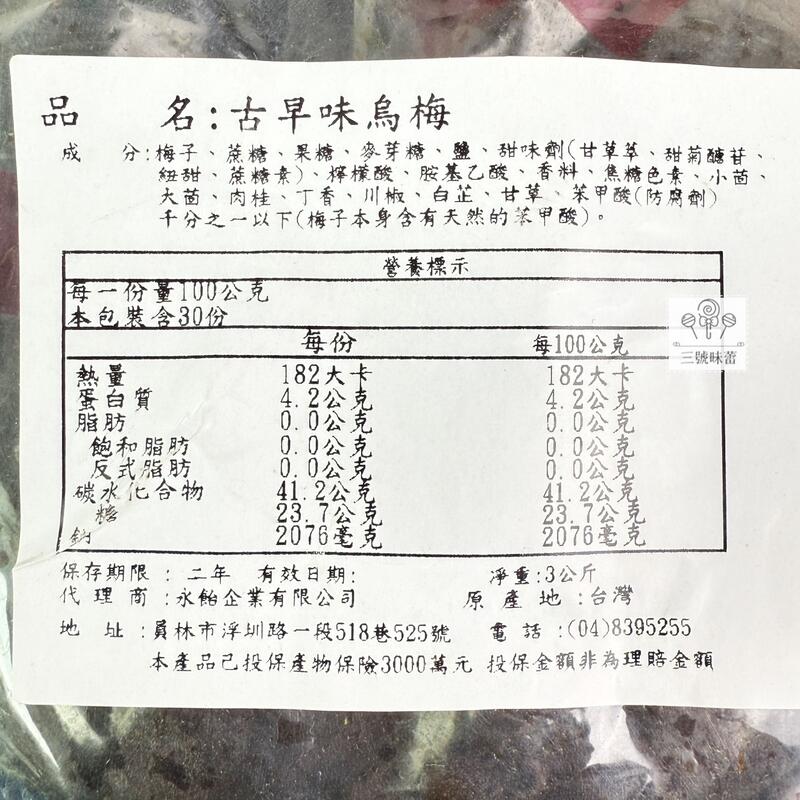 品 名:古早味烏梅
成 分:梅子、蔗糖、果糖、麥芽糖、鹽、甜味劑(甘草萃、甜菊醣苷、
紐甜、蔗糖素)、檸檬酸、胺基乙酸、香料、焦糖色素、小茴、
大茴、肉桂、丁香、川椒、白芷、甘草、苯甲酸(防腐劑)
千分之一以下(梅子本身含有天然的苯甲酸)。
營養標示
每一份量100公克
本包裝含30份
每份 每100公克
熱量 182大卡 182大卡
蛋白質 4.2公克 4.2公克
脂肪 0.0公克 0.0公克
飽和脂肪 0.0公克 0.0公克
反式脂肪 0.0公克 0.0公克
碳水化合物 41.2公克 41.2公克
糖 23.7公克 23.7公克
鈉 2076毫克 2076毫克
三號味蕾
保存期限:二年 有效日期: 淨重:3公斤
代理商:永飴企業有限公司 原產地:台灣
地 址:員林市浮圳路一段518巷525號 電話:(04)8395255
本產品已投保產物保險3000萬元 投保金額非為理賠金額